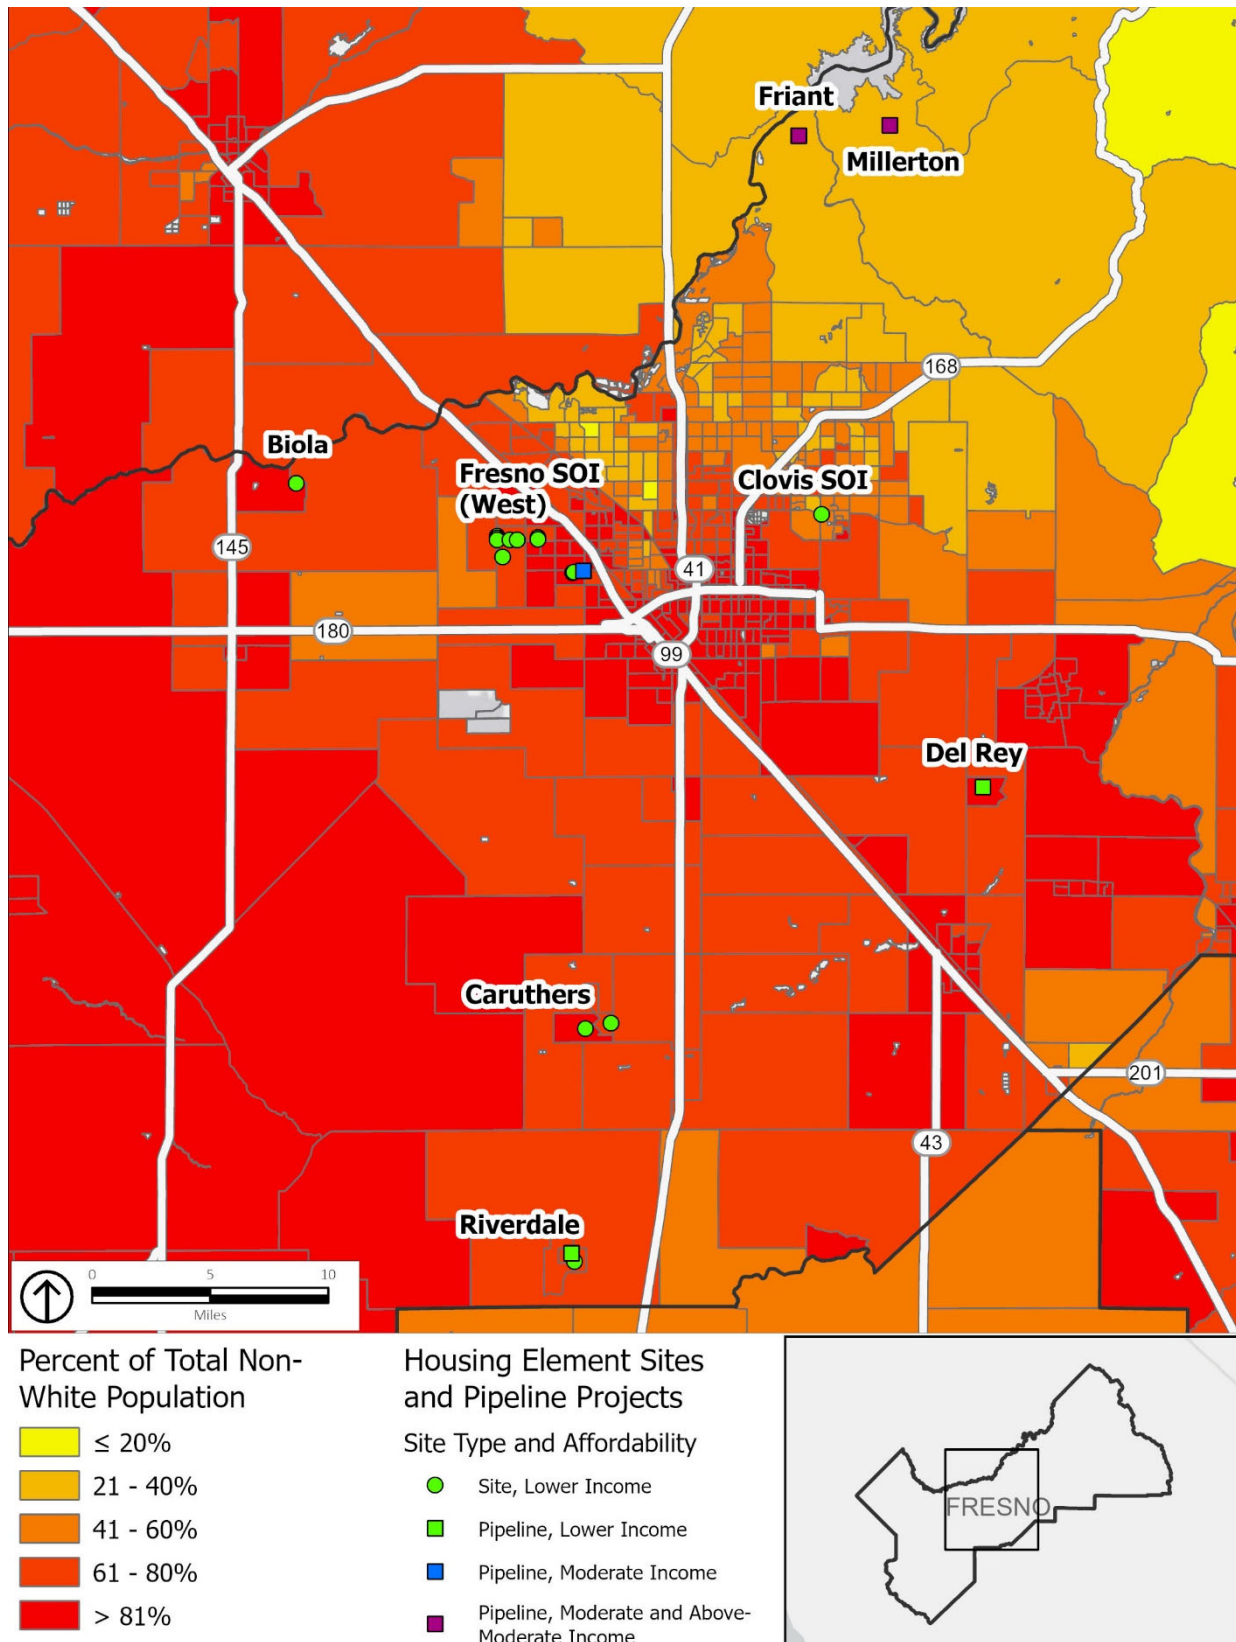 Friant
Millerton
168
Biola
Fresno SOI
(West)
Clovis SOI
145
41
180
99
Del Rey
Caruthers
201
43
Riverdale
0 5 10
Miles
Percent of Total Non-
White Population
≤ 20%
21 - 40%
41 - 60%
61 - 80%
> 81%
Housing Element Sites
and Pipeline Projects
Site Type and Affordability
Site, Lower Income
Pipeline, Lower Income
Pipeline, Moderate Income
Pipeline, Moderate and Above-
Moderate Income
FRESNO